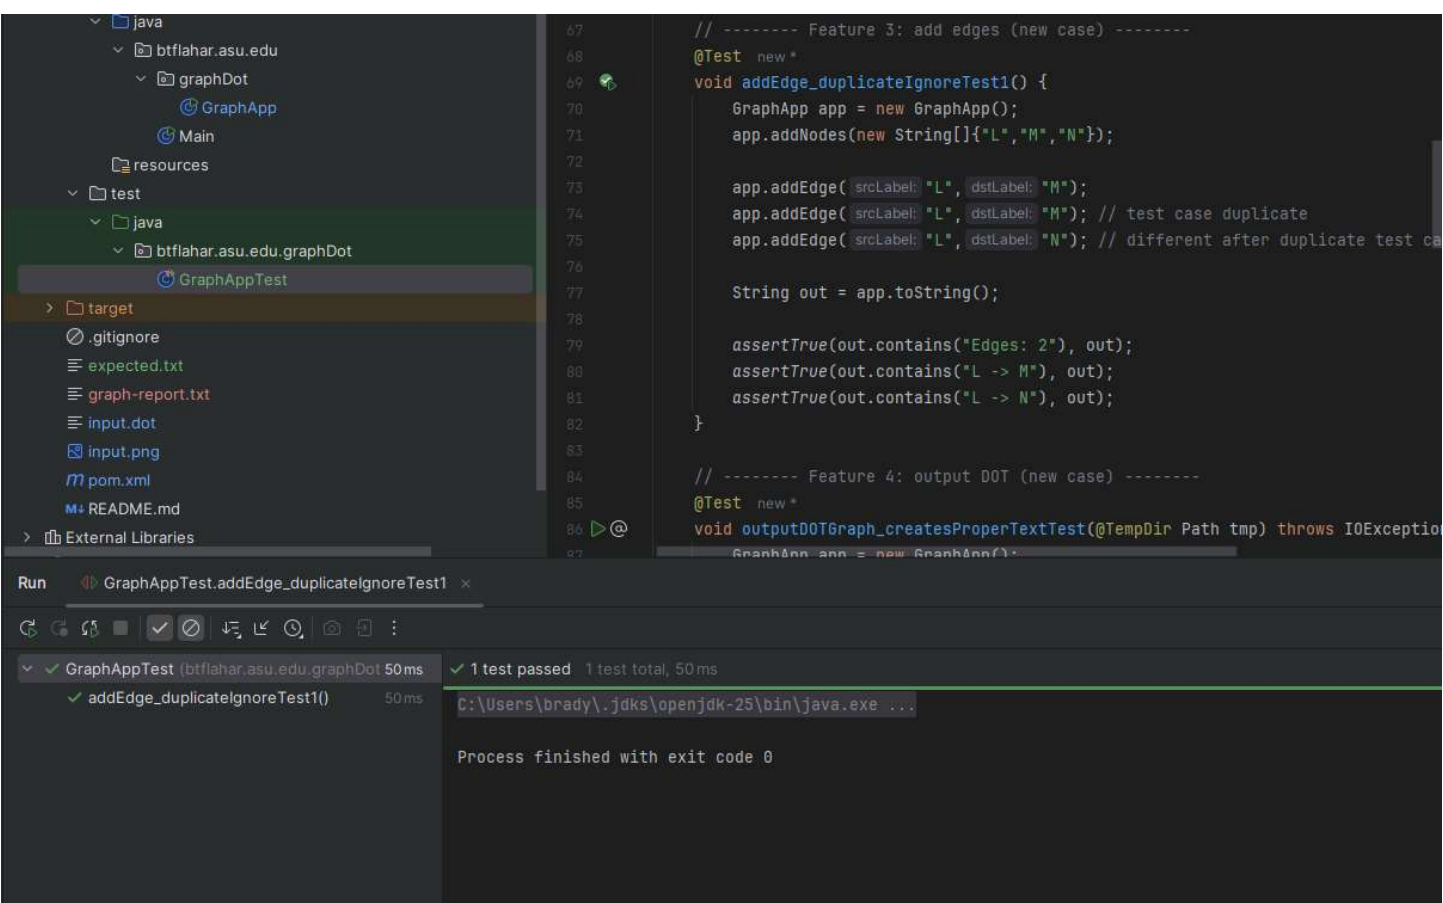 java
btflahar.asu.edu
graphDot
GraphApp
Main
resources
test
java
btflahar.asu.edu.graphDot
GraphAppTest
target
.gitignore
expected.txt
graph-report.txt
input.dot
input.png
pom.xml
README.md
External Libraries
67 // -------- Feature 3: add edges (new case) --------
68 @Test new *
69 void addEdge_duplicateIgnoreTest1() {
70 GraphApp app = new GraphApp();
71 app.addNodes(new String[]{"L","M","N"});
72
73 app.addEdge( srcLabel: "L", dstLabel: "M");
74 app.addEdge( srcLabel: "L", dstLabel: "M"); // test case duplicate
75 app.addEdge( srcLabel: "L", dstLabel: "N"); // different after duplicate test ca
76
77 String out = app.toString();
78
79 assertTrue(out.contains("Edges: 2"), out);
80 assertTrue(out.contains("L -> M"), out);
81 assertTrue(out.contains("L -> N"), out);
82 }
83
84 // -------- Feature 4: output DOT (new case) --------
85 @Test new *
86 void outputDOTGraph_createsProperTextTest(@TempDir Path tmp) throws IOExceptio
87 GraphApp app = new GraphApp();
Run GraphAppTest.addEdge_duplicateIgnoreTest1
GraphAppTest (btflahar.asu.edu.graphDot 50 ms
addEdge_duplicateIgnoreTest1() 50 ms
1 test passed 1 test total, 50 ms
C:\Users\brady\.jdks\openjdk-25\bin\java.exe ...
Process finished with exit code 0